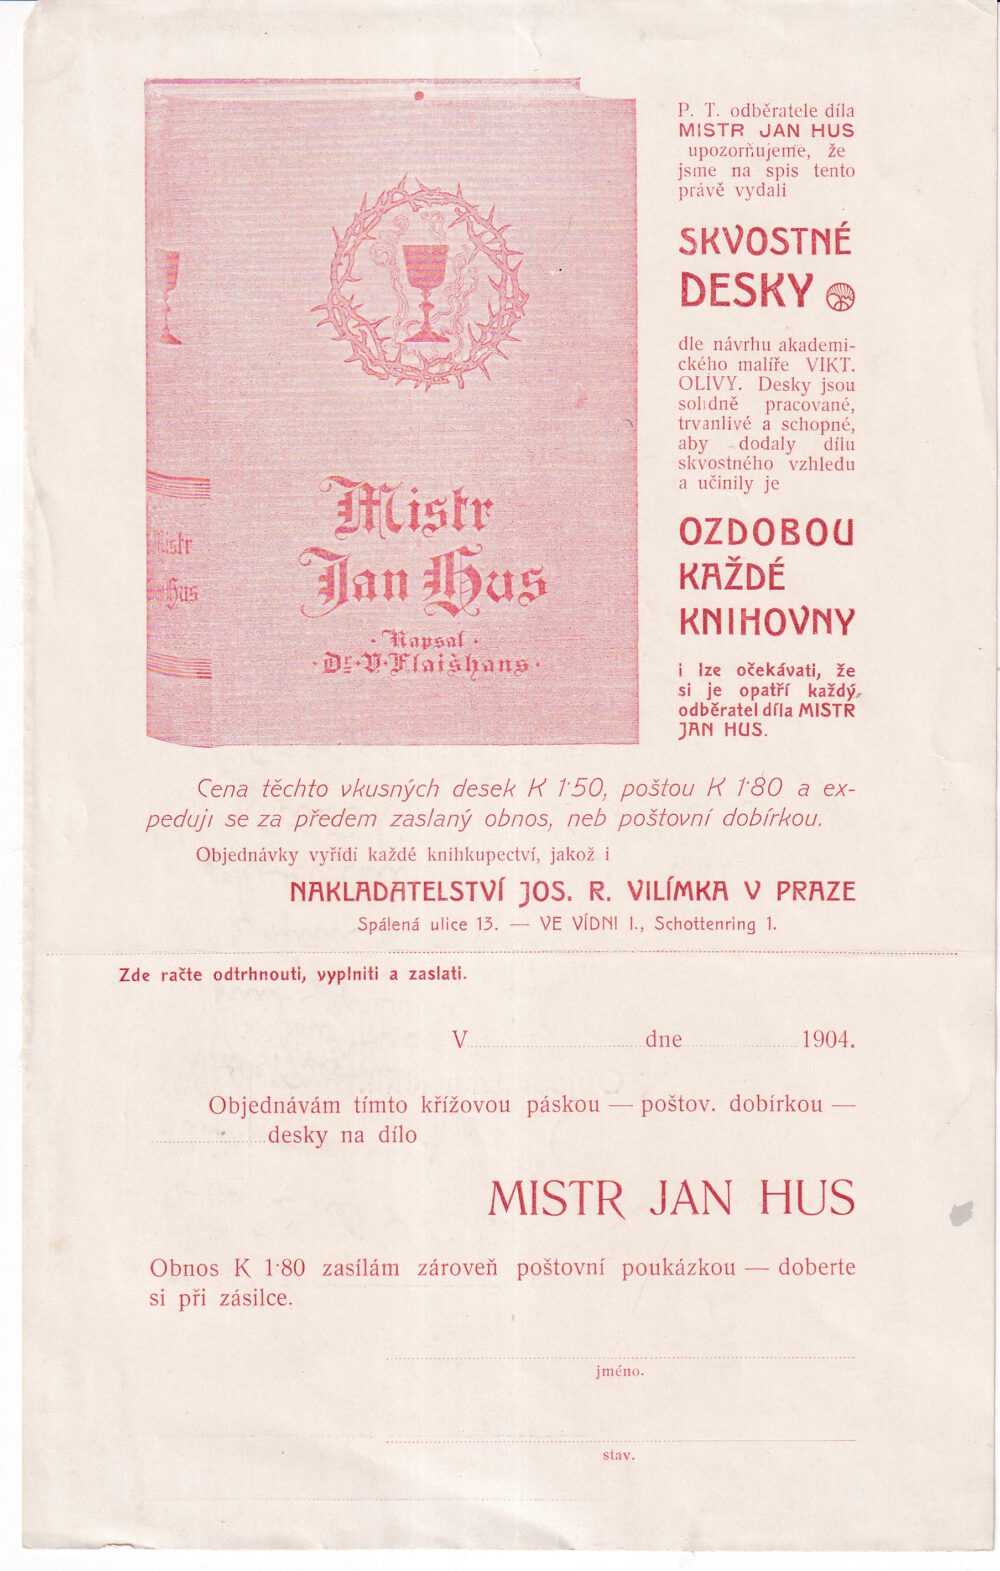 Mistr
Jan Hus
Mistr
Jan Hus
· Napsal ·
· Dr · V · Flaišhans ·
P. T. odběratele díla
MISTR JAN HUS
upozorňujeme, že
jsme na spis tento
právě vydali
SKVOSTNÉ
DESKY
dle návrhu akademi-
ckého malíře VIKT.
OLIVY. Desky jsou
solidně pracované,
trvanlivé a schopné,
aby dodaly dílu
skvostného vzhledu
a učinily je
OZDOBOU
KAŽDÉ
KNIHOVNY
i lze očekávati, že
si je opatří každý
odběratel díla MISTR
JAN HUS.
Cena těchto vkusných desek K 1·50, poštou K 1·80 a ex-
pedují se za předem zaslaný obnos, neb poštovní dobírkou.
Objednávky vyřídí každé knihkupectví, jakož i
NAKLADATELSTVÍ JOS. R. VILÍMKA V PRAZE
Spálená ulice 13. — VE VÍDNI I., Schottenring 1.
Zde račte odtrhnouti, vyplniti a zaslati.
V dne 1904.
Objednávám tímto křížovou páskou — poštov. dobírkou —
desky na dílo
MISTR JAN HUS
Obnos K 1·80 zasílám zároveň poštovní poukázkou — doberte
si při zásilce.
jméno.
stav.